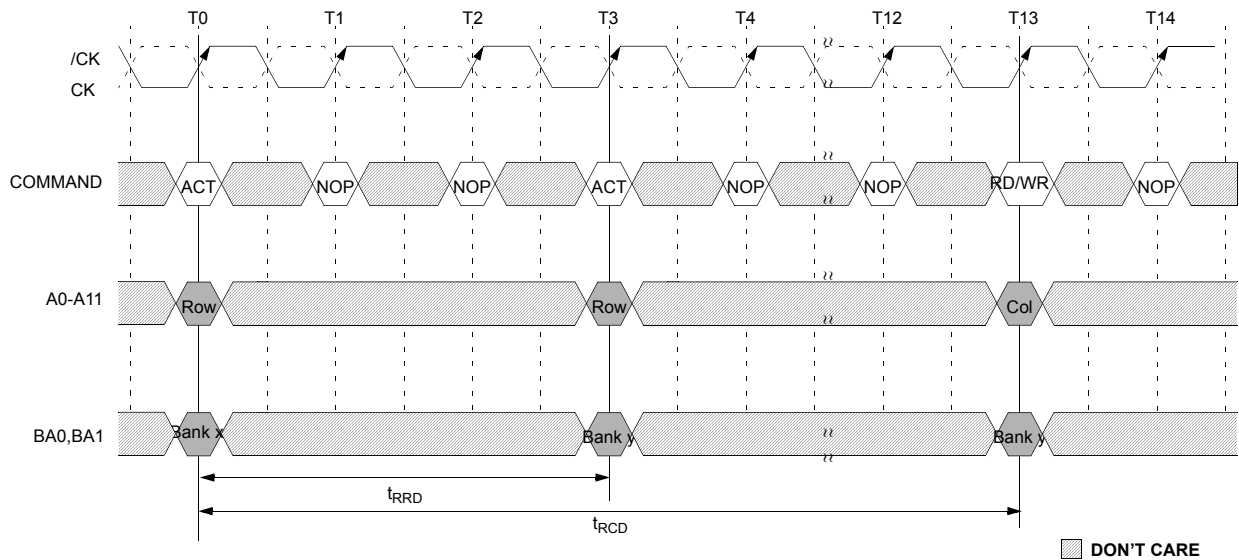 T0 T1 T2 T3 T4 T12 T13 T14
/CK
CK
COMMAND ACT NOP NOP ACT NOP NOP RD/WR NOP
A0-A11 Row Row Col
BA0,BA1 Bank x Bank y Bank y
tRRD
tRCD
DON'T CARE